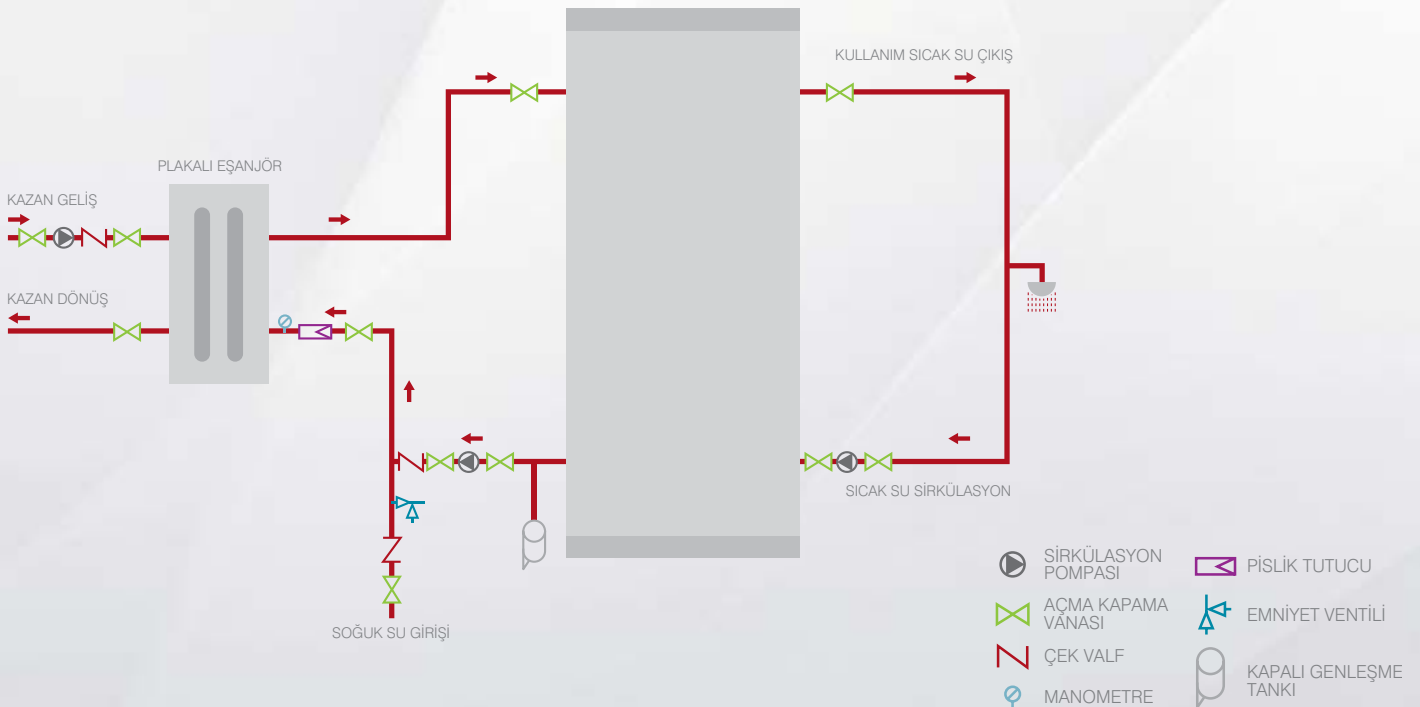 KULLANIM SICAK SU ÇIKIŞ
PLAKALI EŞANJÖR
KAZAN GELİŞ
KAZAN DÖNÜŞ
SICAK SU SİRKÜLASYON
SOĞUK SU GİRİŞİ
SİRKÜLASYON
POMPASI
AÇMA KAPAMA
VANASI
ÇEK VALF
MANOMETRE
PİSLİK TUTUCU
EMNİYET VENTİLİ
KAPALI GENLEŞME
TANKI